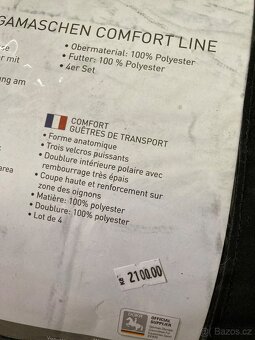 GAMASCHEN COMFORT LINE
• Obermaterial: 100% Polyester
mit
• Futter: 100 % Polyester
• 4er Set
ng am
COMFORT
GUÊTRES DE TRANSPORT
• Forme anatomique
• Trois velcros puissants
• Doublure intérieure polaire avec
rembourrage très épais
• Coupe haute et renforcement sur
zone des oignons
area
• Matière: 100% polyester
• Doublure: 100% polyester
• Lot de 4
2100.00
OFFICIAL
SUPPLIER
Sbazos.cz